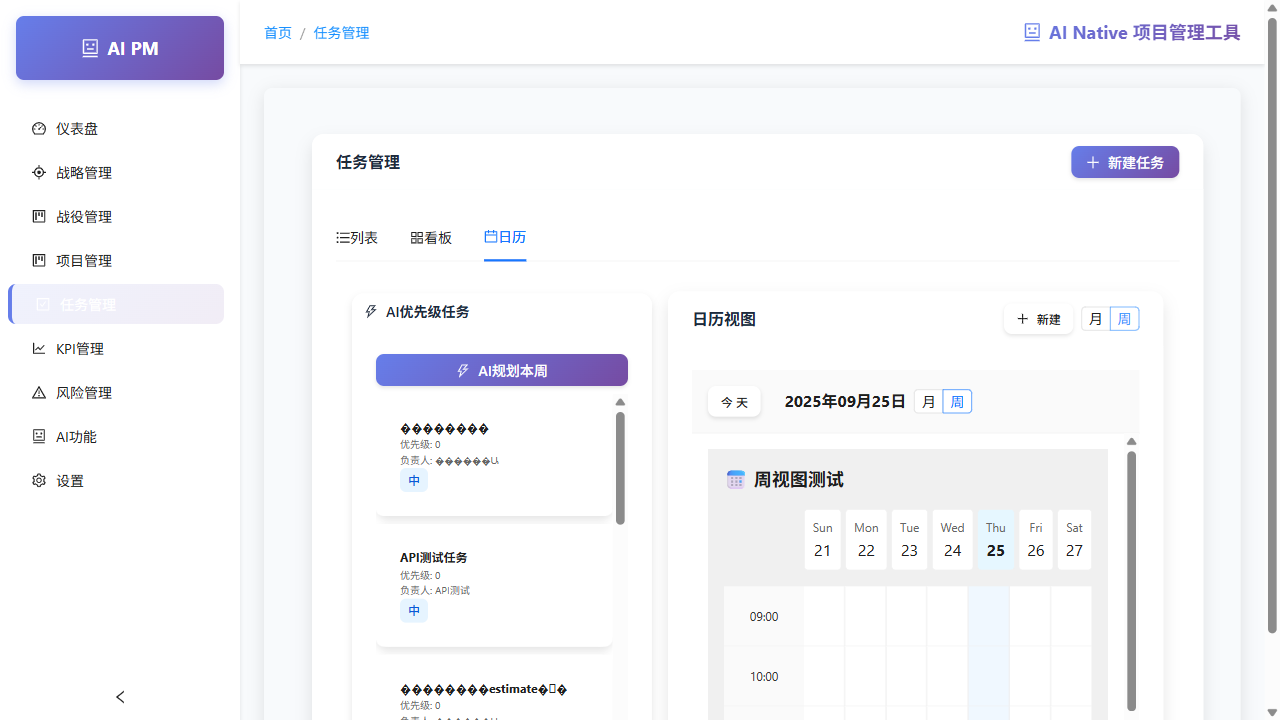 AI PM
首页 / 任务管理
AI Native 项目管理工具
仪表盘
战略管理
战役管理
项目管理
任务管理
KPI管理
风险管理
AI功能
设置
任务管理
新建任务
列表
看板
日历
AI优先级任务
AI规划本周
��������
优先级: 0
负责人: ������
中
API测试任务
优先级: 0
负责人: API测试
中
��������estimate�
优先级: 0
日历视图
新建
月 周
今天
2025年09月25日
月 周
周视图测试
Sun Mon Tue Wed Thu Fri Sat
21 22 23 24 25 26 27
09:00
10:00